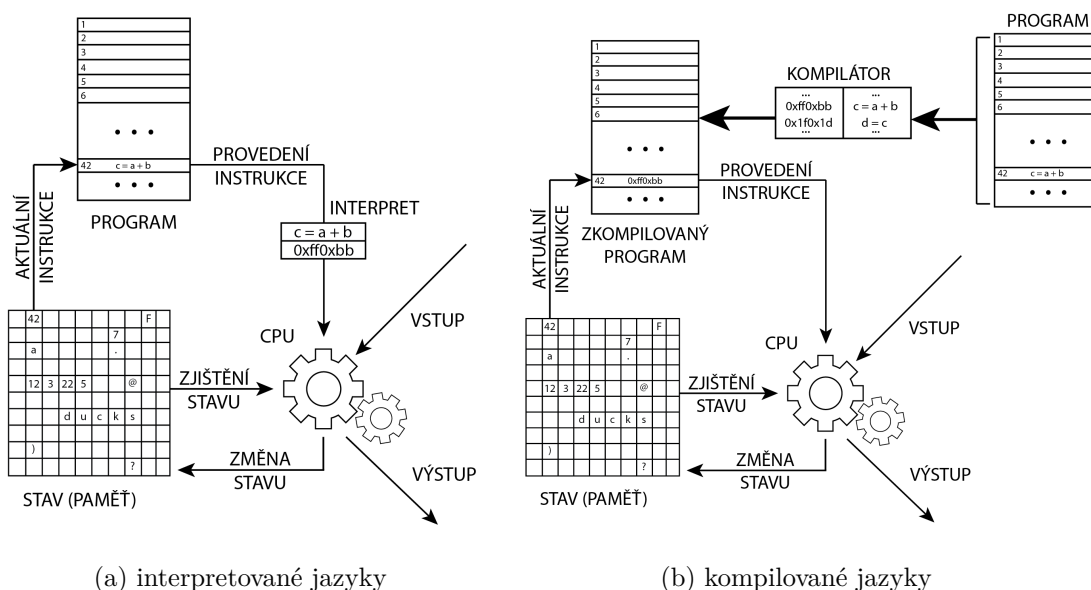 1
2
3
4
5
6
• • •
42 c = a + b
• • •
PROGRAM
PROVEDENÍ
INSTRUKCE
INTERPRET
c = a + b
0xff0xbb
AKTUÁLNÍ
INSTRUKCE
42 F
7
a .
12 3 22 5 @
d u c k s
)
?
STAV (PAMĚŤ)
CPU
VSTUP
ZJIŠTĚNÍ
STAVU
ZMĚNA
STAVU
VÝSTUP
(a) interpretované jazyky
PROGRAM
1
2
3
4
5
6
• • •
42 c = a + b
• • •
KOMPILÁTOR
... ...
0xff0xbb c = a + b
0x1f0x1d d = c
... ...
1
2
3
4
5
6
• • •
42 0xff0xbb
• • •
ZKOMPILOVANÝ
PROGRAM
PROVEDENÍ
INSTRUKCE
AKTUÁLNÍ
INSTRUKCE
42 F
7
a .
12 3 22 5 @
d u c k s
)
?
STAV (PAMĚŤ)
CPU
VSTUP
ZJIŠTĚNÍ
STAVU
ZMĚNA
STAVU
VÝSTUP
(b) kompilované jazyky